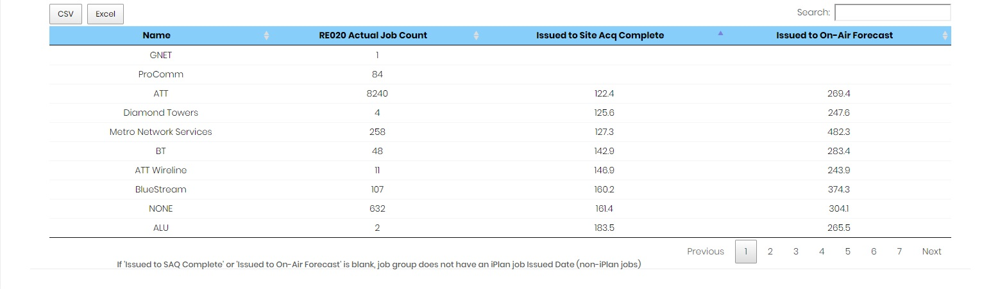 CSV Excel Search:
Name RE020 Actual Job Count Issued to Site Acq Complete Issued to On-Air Forecast
GNET 1
ProComm 84
ATT 8240 122.4 269.4
Diamond Towers 4 125.6 247.6
Metro Network Services 258 127.3 482.3
BT 48 142.9 283.4
ATT Wireline 11 146.9 243.9
BlueStream 107 160.2 374.3
NONE 632 161.4 304.1
ALU 2 183.5 265.5
Previous 1 2 3 4 5 6 7 Next
If 'Issued to SAQ Complete' or 'Issued to On-Air Forecast' is blank, job group does not have an iPlan job Issued Date (non-iPlan jobs)